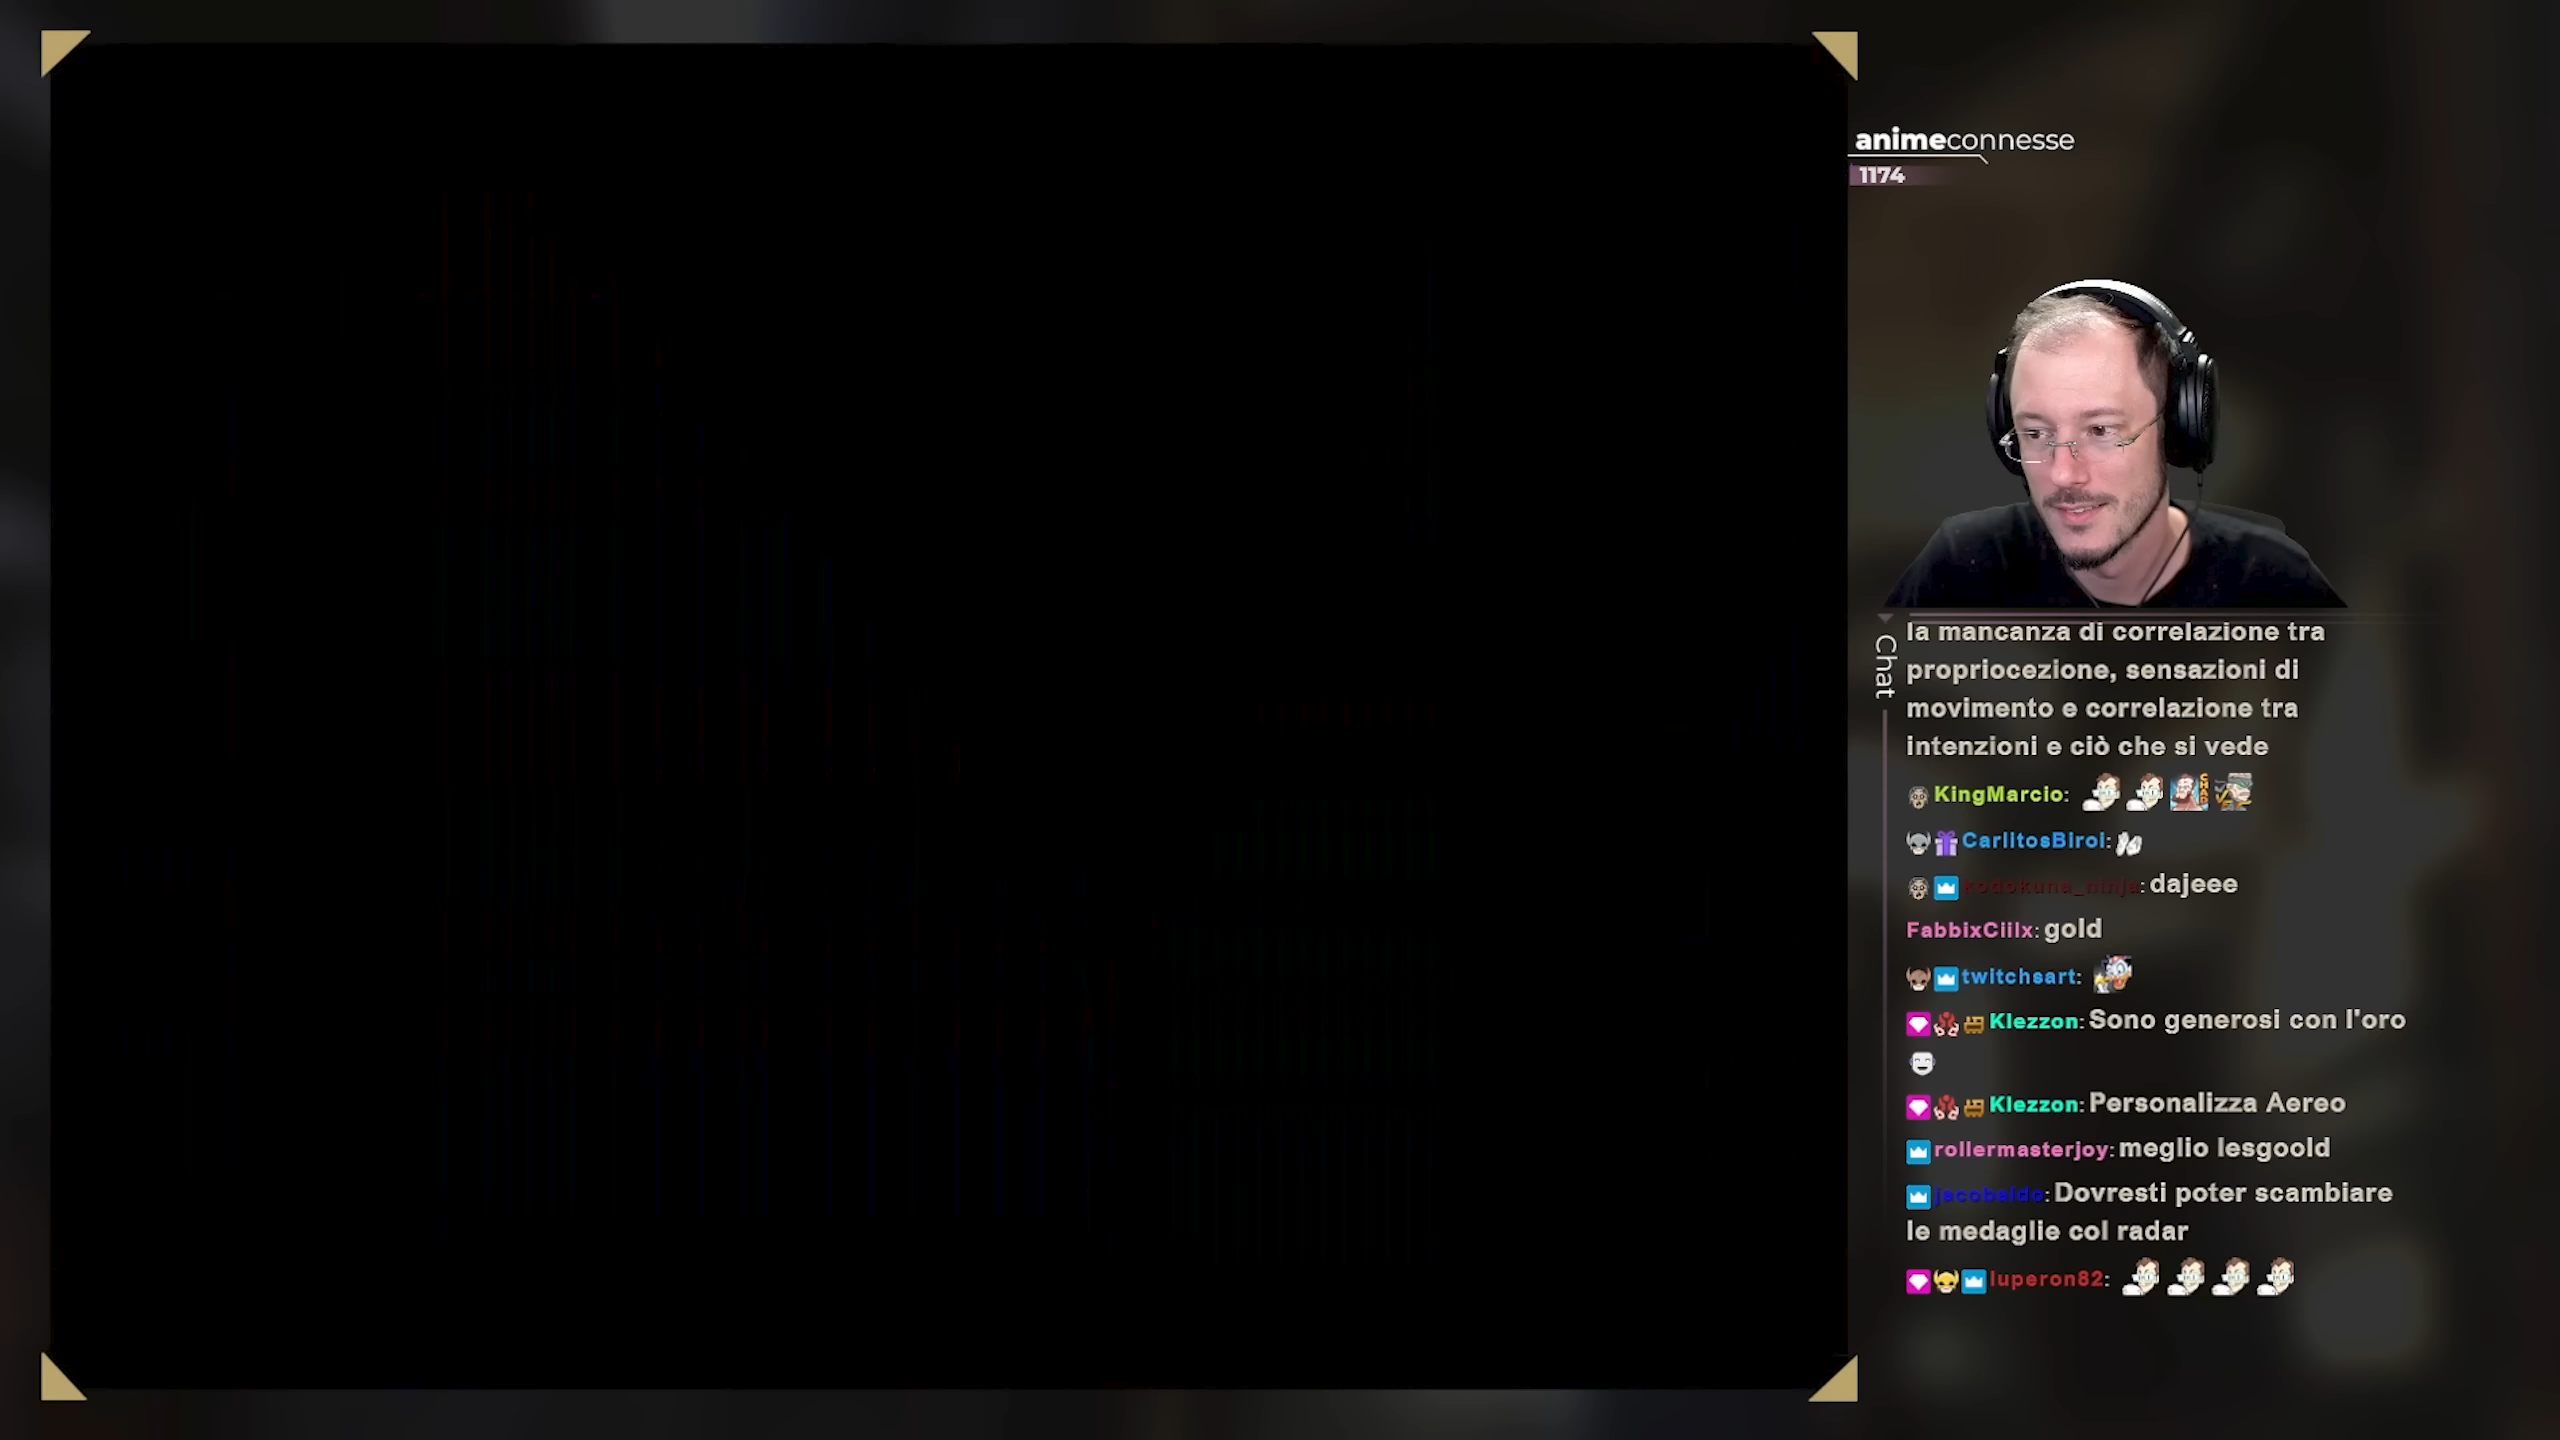 animeconnesse
1174
Chat
la mancanza di correlazione tra
propriocezione, sensazioni di
movimento e correlazione tra
intenzioni e ciò che si vede
KingMarcio:
CarlitosBirol:
kodokuna_ninja: dajeee
FabbixCiilx: gold
twitchsart:
Klezzon: Sono generosi con l'oro
Klezzon: Personalizza Aereo
rollermasterjoy: meglio lesgoold
jacobaldo: Dovresti poter scambiare
le medaglie col radar
luperon82: